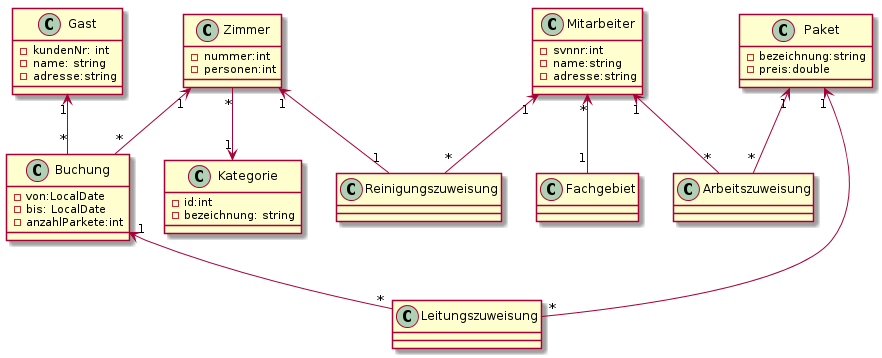 C Gast
kundenNr: int
name: string
adresse:string
C Zimmer
nummer:int
personen:int
C Mitarbeiter
svnnr:int
name:string
adresse:string
C Paket
bezeichnung:string
preis:double
1
1
*
1
1
*
1
1
1
*
*
1
1
*
1
*
*
C Buchung
von:LocalDate
bis: LocalDate
anzahlParkete:int
C Kategorie
id:int
bezeichnung: string
C Reinigungszuweisung
C Fachgebiet
C Arbeitszuweisung
1
*
*
C Leitungszuweisung